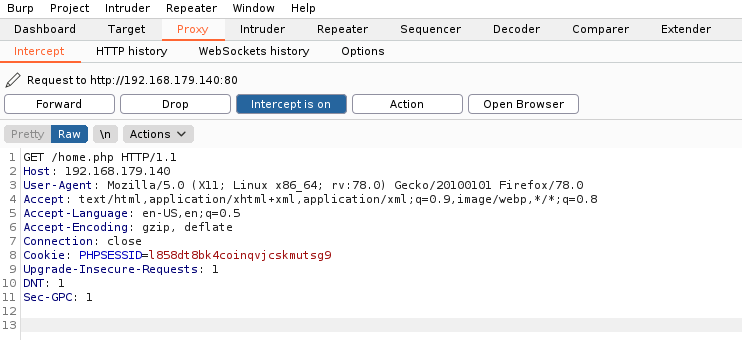 Burp Project Intruder Repeater Window Help
Dashboard Target Proxy Intruder Repeater Sequencer Decoder Comparer Extender
Intercept HTTP history WebSockets history Options
Request to http://192.168.179.140:80
Forward Drop Intercept is on Action Open Browser
Pretty Raw \n Actions
1 GET /home.php HTTP/1.1
2 Host: 192.168.179.140
3 User-Agent: Mozilla/5.0 (X11; Linux x86_64; rv:78.0) Gecko/20100101 Firefox/78.0
4 Accept: text/html,application/xhtml+xml,application/xml;q=0.9,image/webp,*/*;q=0.8
5 Accept-Language: en-US,en;q=0.5
6 Accept-Encoding: gzip, deflate
7 Connection: close
8 Cookie: PHPSESSID=l858dt8bk4coinqvjcskmutsg9
9 Upgrade-Insecure-Requests: 1
10 DNT: 1
11 Sec-GPC: 1
12
13